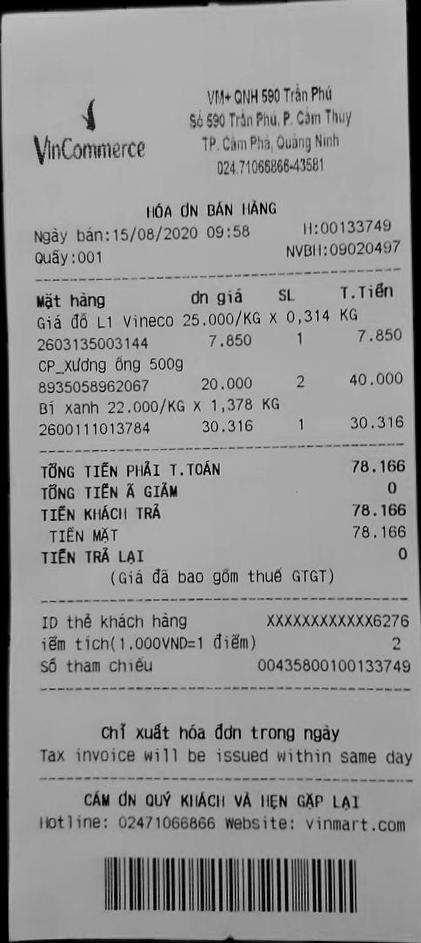 VinCommerce
VM+ QNH 590 Trần Phú
Số 590 Trần Phú, P. Cẩm Thuỵ
TP. Cẩm Phả, Quảng Ninh
024.71066866-43581
HÓA ƠN BÁN HÀNG
Ngày bán:15/08/2020 09:58 H:00133749
Quầy:001 NVBH:09020497
Mặt hàng ơn giá SL T.Tiền
Giá đỗ L1 Vineco 25.000/KG X 0,314 KG
2603135003144 7.850 1 7.850
CP_Xương ống 500g
8935058962067 20.000 2 40.000
Bí xanh 22.000/KG X 1,378 KG
2600111013784 30.316 1 30.316
TỔNG TIỀN PHẢI T.TOÁN 78.166
TỔNG TIỀN Ã GIẢM 0
TIỀN KHÁCH TRẢ 78.166
TIỀN MẶT 78.166
TIỀN TRẢ LẠI 0
(Giá đã bao gồm thuế GTGT)
ID thẻ khách hàng XXXXXXXXXXXX6276
iểm tích(1.000VND=1 điểm) 2
Số tham chiếu 00435800100133749
Chỉ xuất hóa đơn trong ngày
Tax invoice will be issued within same day
CÁM ƠN QUÝ KHÁCH VÀ HẸN GẶP LẠI
Hotline: 02471066866 Website: vinmart.com